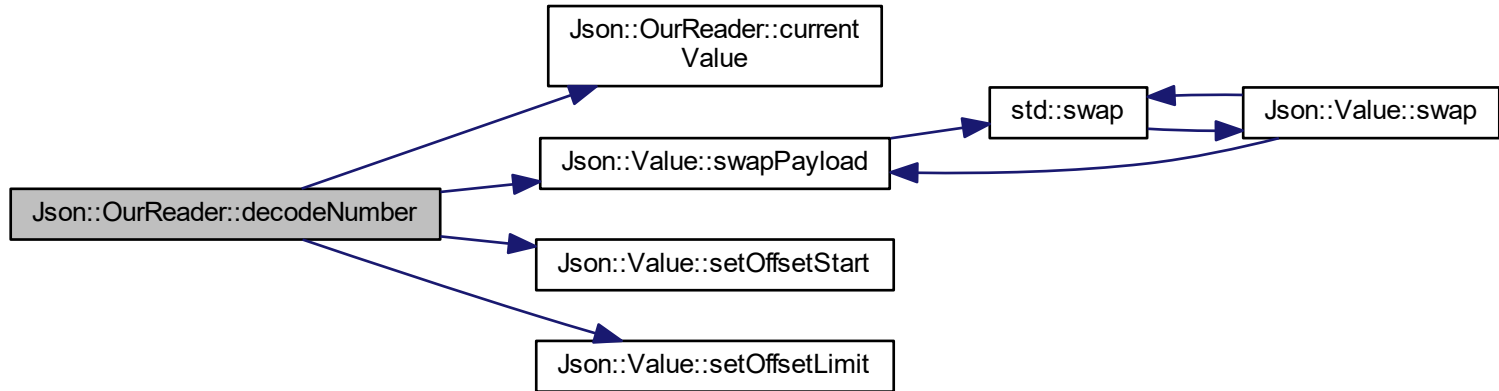 Json::OurReader::current
Value
std::swap
Json::Value::swap
Json::Value::swapPayload
Json::OurReader::decodeNumber
Json::Value::setOffsetStart
Json::Value::setOffsetLimit